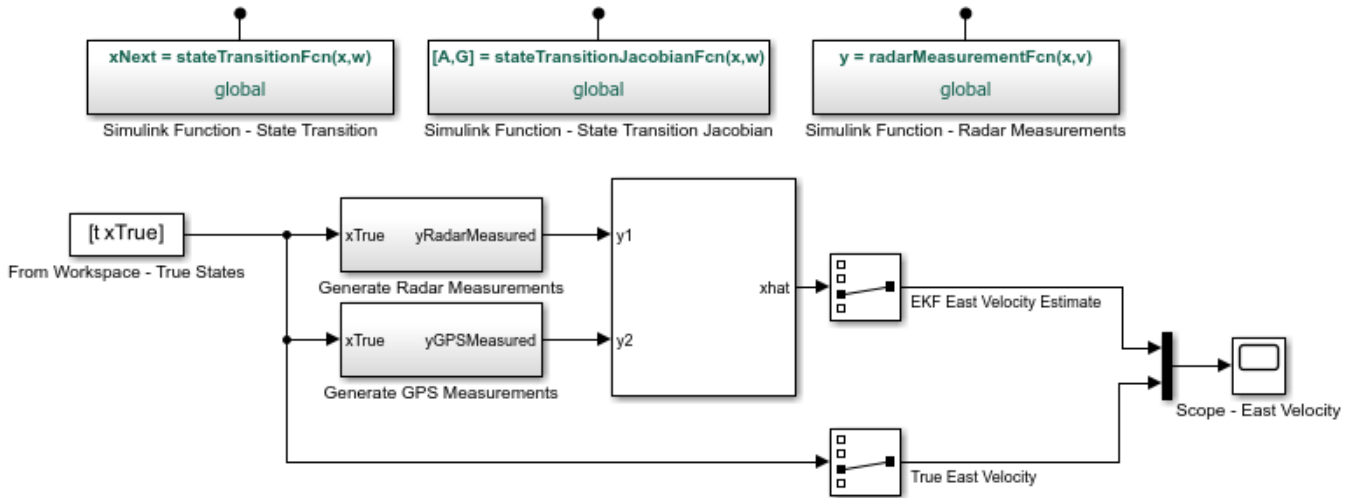 xNext = stateTransitionFcn(x,w)
global
Simulink Function - State Transition
[A,G] = stateTransitionJacobianFcn(x,w)
global
Simulink Function - State Transition Jacobian
y = radarMeasurementFcn(x,v)
global
Simulink Function - Radar Measurements
[t xTrue]
From Workspace - True States
xTrue yRadarMeasured
Generate Radar Measurements
xTrue yGPSMeasured
Generate GPS Measurements
y1
y2
xhat
EKF East Velocity Estimate
True East Velocity
Scope - East Velocity